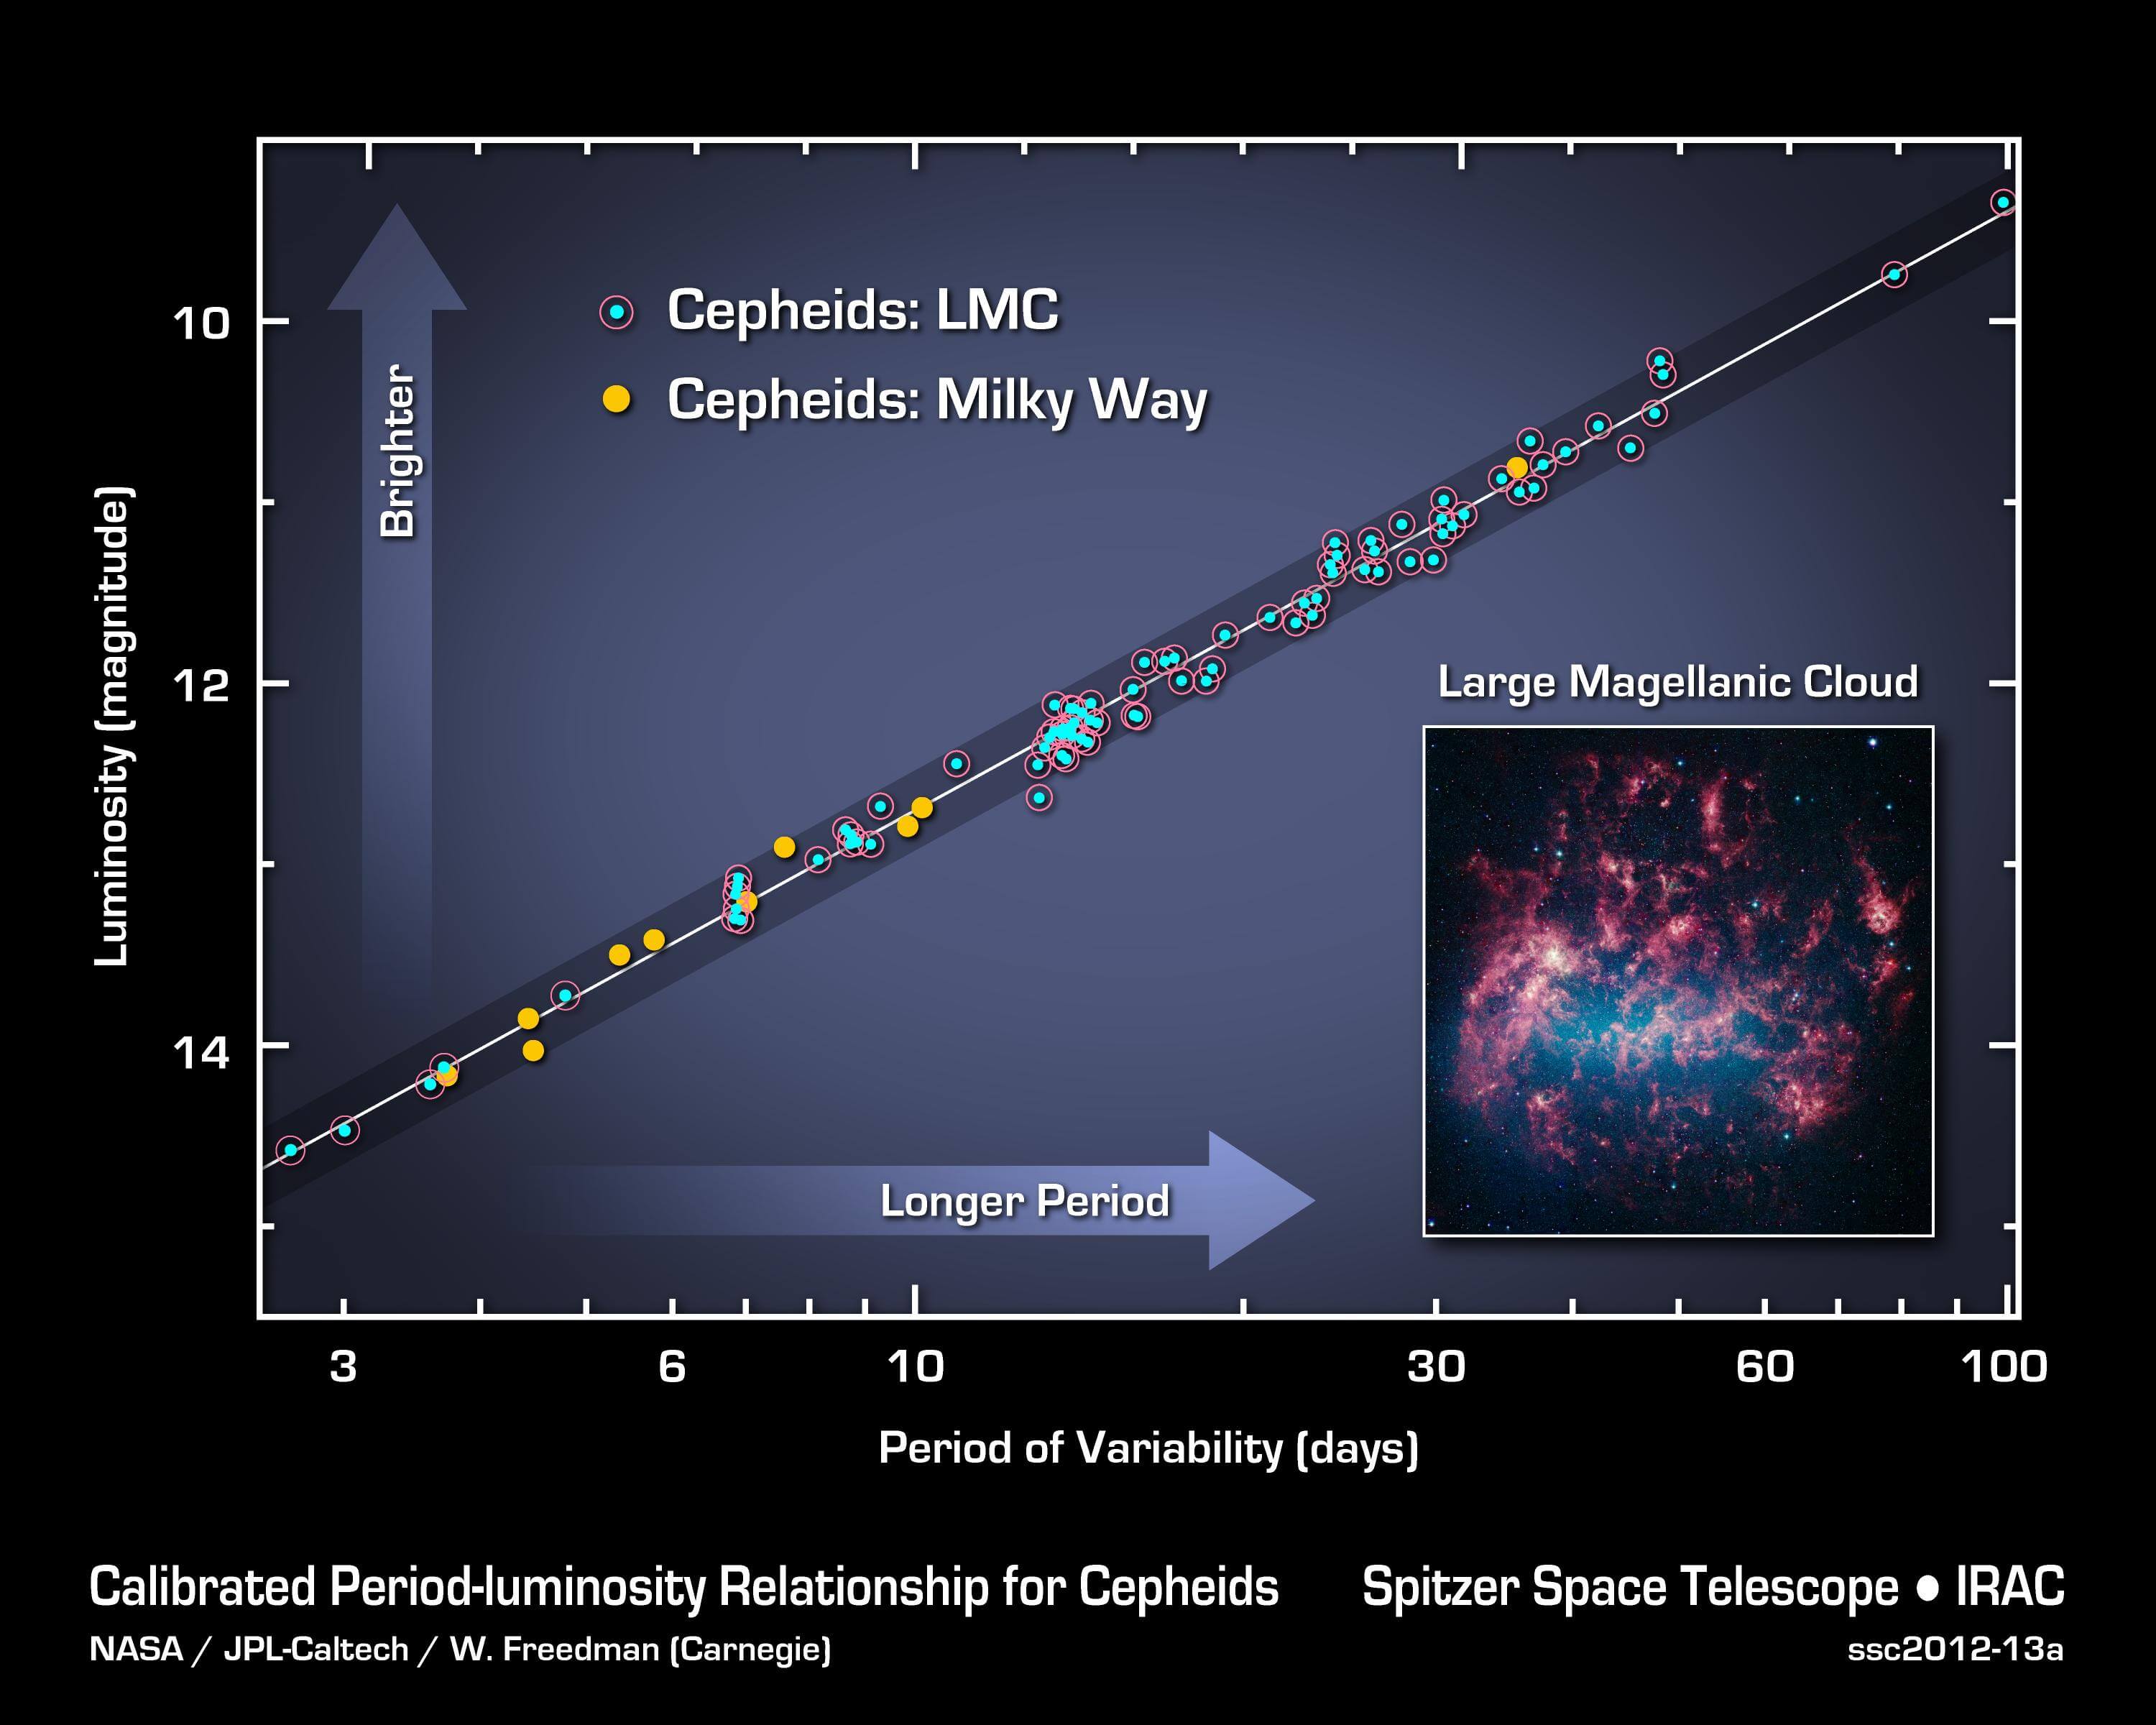 Cepheids: LMC
Cepheids: Milky Way
Brighter
Luminosity (magnitude)
10
12
14
Large Magellanic Cloud
Longer Period
3 6 10 30 60 100
Period of Variability (days)
Calibrated Period-luminosity Relationship for Cepheids
NASA / JPL-Caltech / W. Freedman (Carnegie)
Spitzer Space Telescope • IRAC
ssc2012-13a